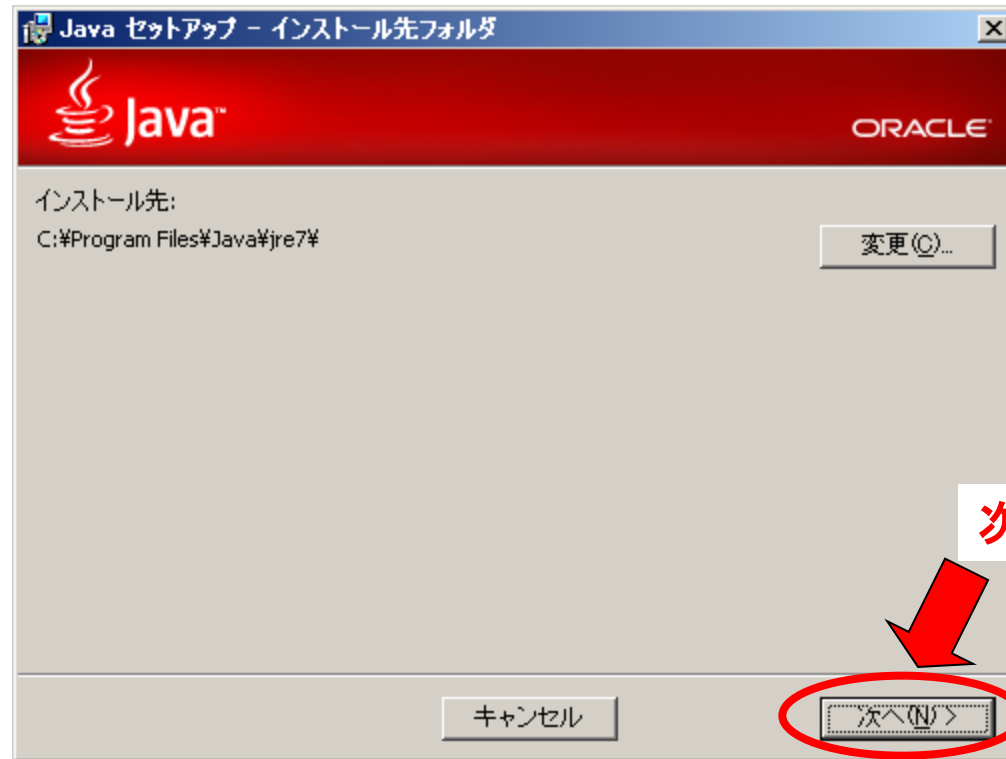 Java セットアップ - インストール先フォルダ
Java™
ORACLE
インストール先:
C:¥Program Files¥Java¥jre7¥
変更(C)...
次
キャンセル
次へ(N) >